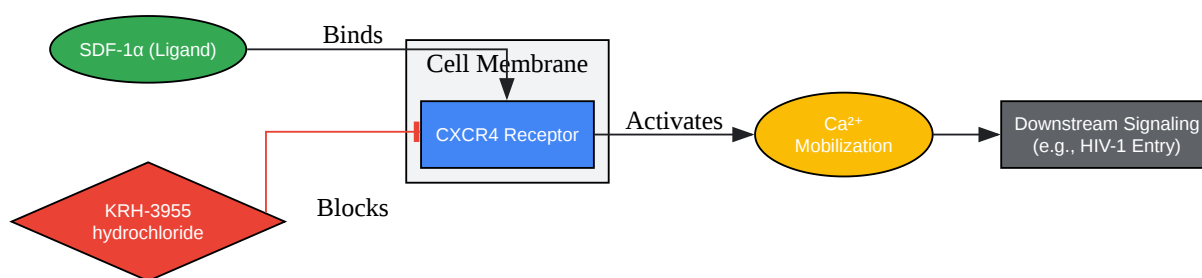 SDF-1α (Ligand)
Binds
Cell Membrane
CXCR4 Receptor
Activates
Ca²⁺
Mobilization
Downstream Signaling
(e.g., HIV-1 Entry)
KRH-3955
hydrochloride
Blocks